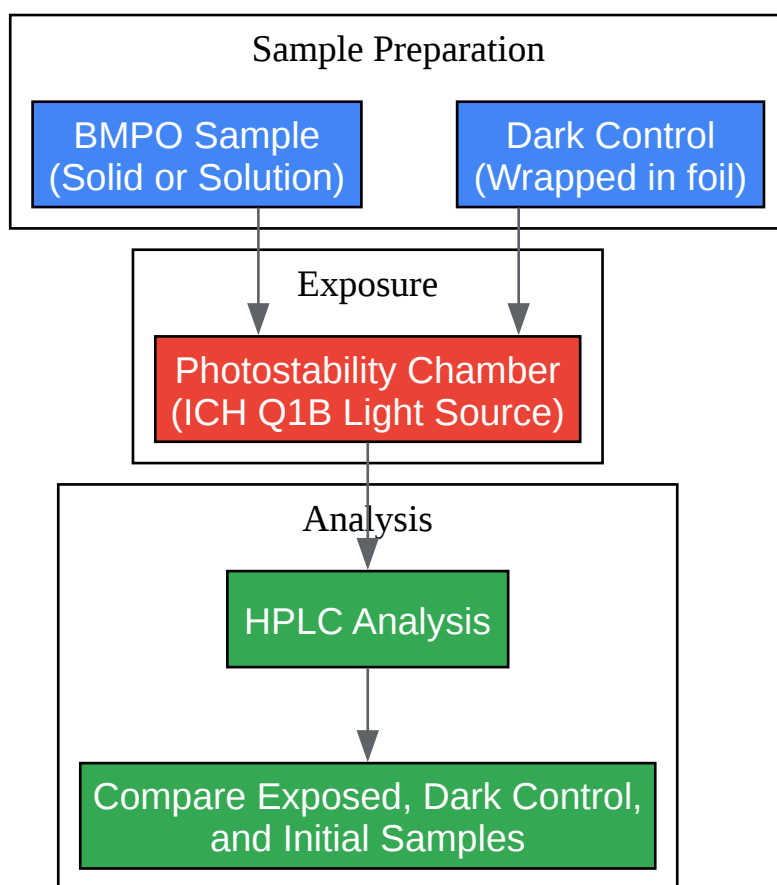 Sample Preparation
BMPO Sample
(Solid or Solution)
Dark Control
(Wrapped in foil)
Exposure
Photostability Chamber
(ICH Q1B Light Source)
Analysis
HPLC Analysis
Compare Exposed, Dark Control,
and Initial Samples